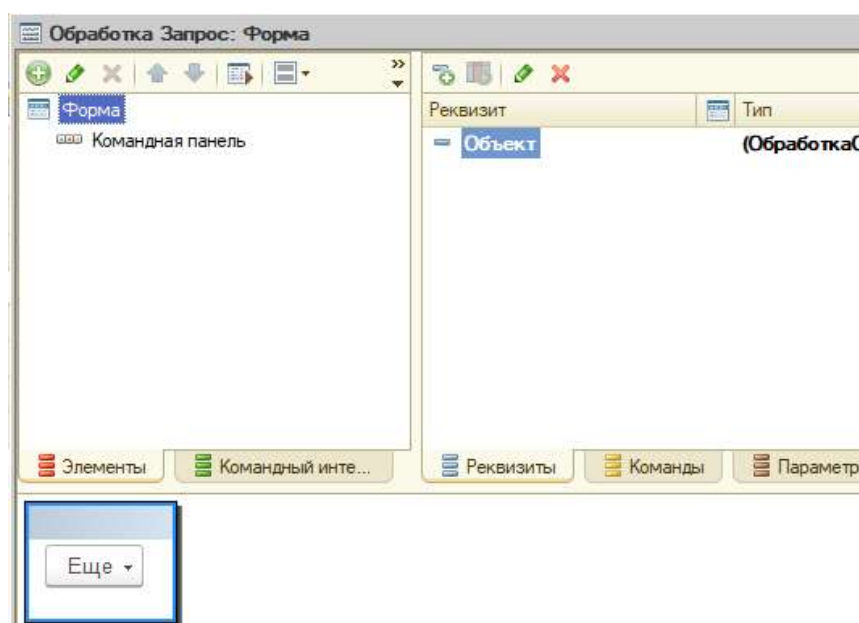 Обработка Запрос: Форма
Форма
Командная панель
Реквизит Тип
Объект (ОбработкаО
Элементы Командный инте...
Реквизиты Команды Параметр
Еще